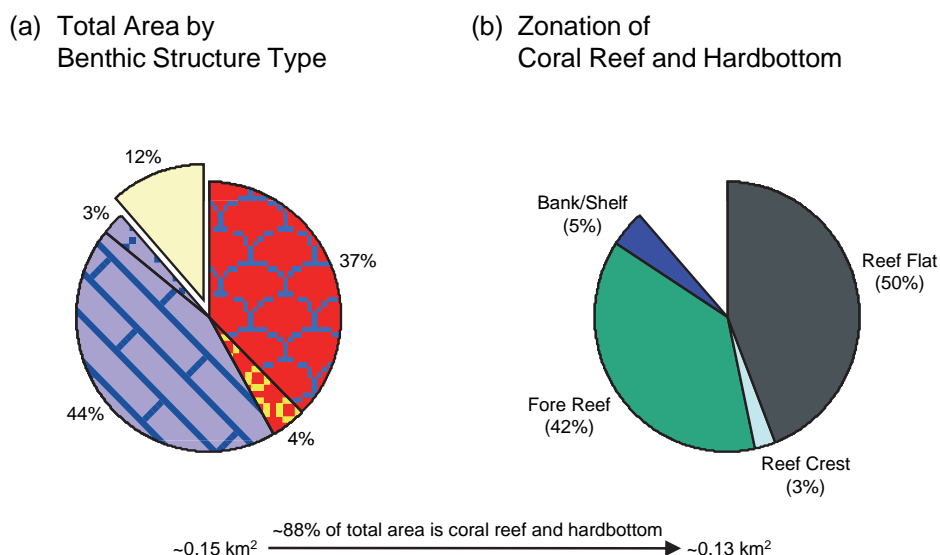 (a) Total Area by
Benthic Structure Type
(b) Zonation of
Coral Reef and Hardbottom
12%
3%
37%
44%
4%
Bank/Shelf
(5%)
Reef Flat
(50%)
Fore Reef
(42%)
Reef Crest
(3%)
~88% of total area is coral reef and hardbottom
~0.15 km²
~0.13 km²